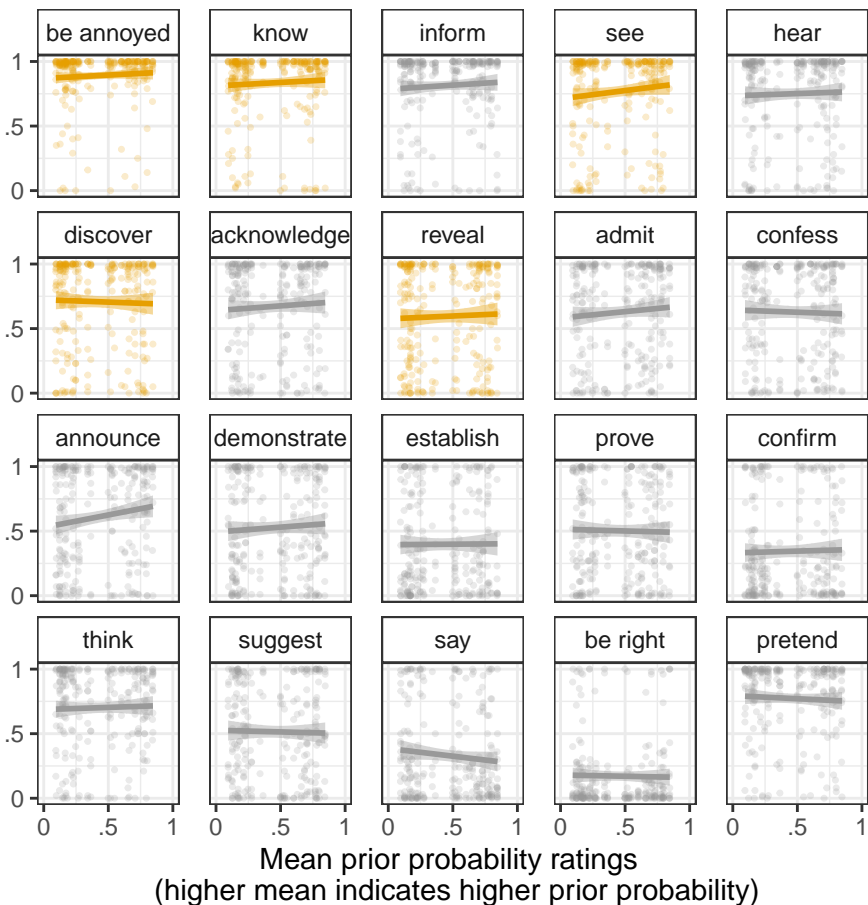 be annoyed know inform see hear
1
.5
0
discover acknowledge reveal admit confess
1
.5
0
announce demonstrate establish prove confirm
1
.5
0
think suggest say be right pretend
1
.5
0
0 .5 1 0 .5 1 0 .5 1 0 .5 1 0 .5 1
Mean prior probability ratings
(higher mean indicates higher prior probability)